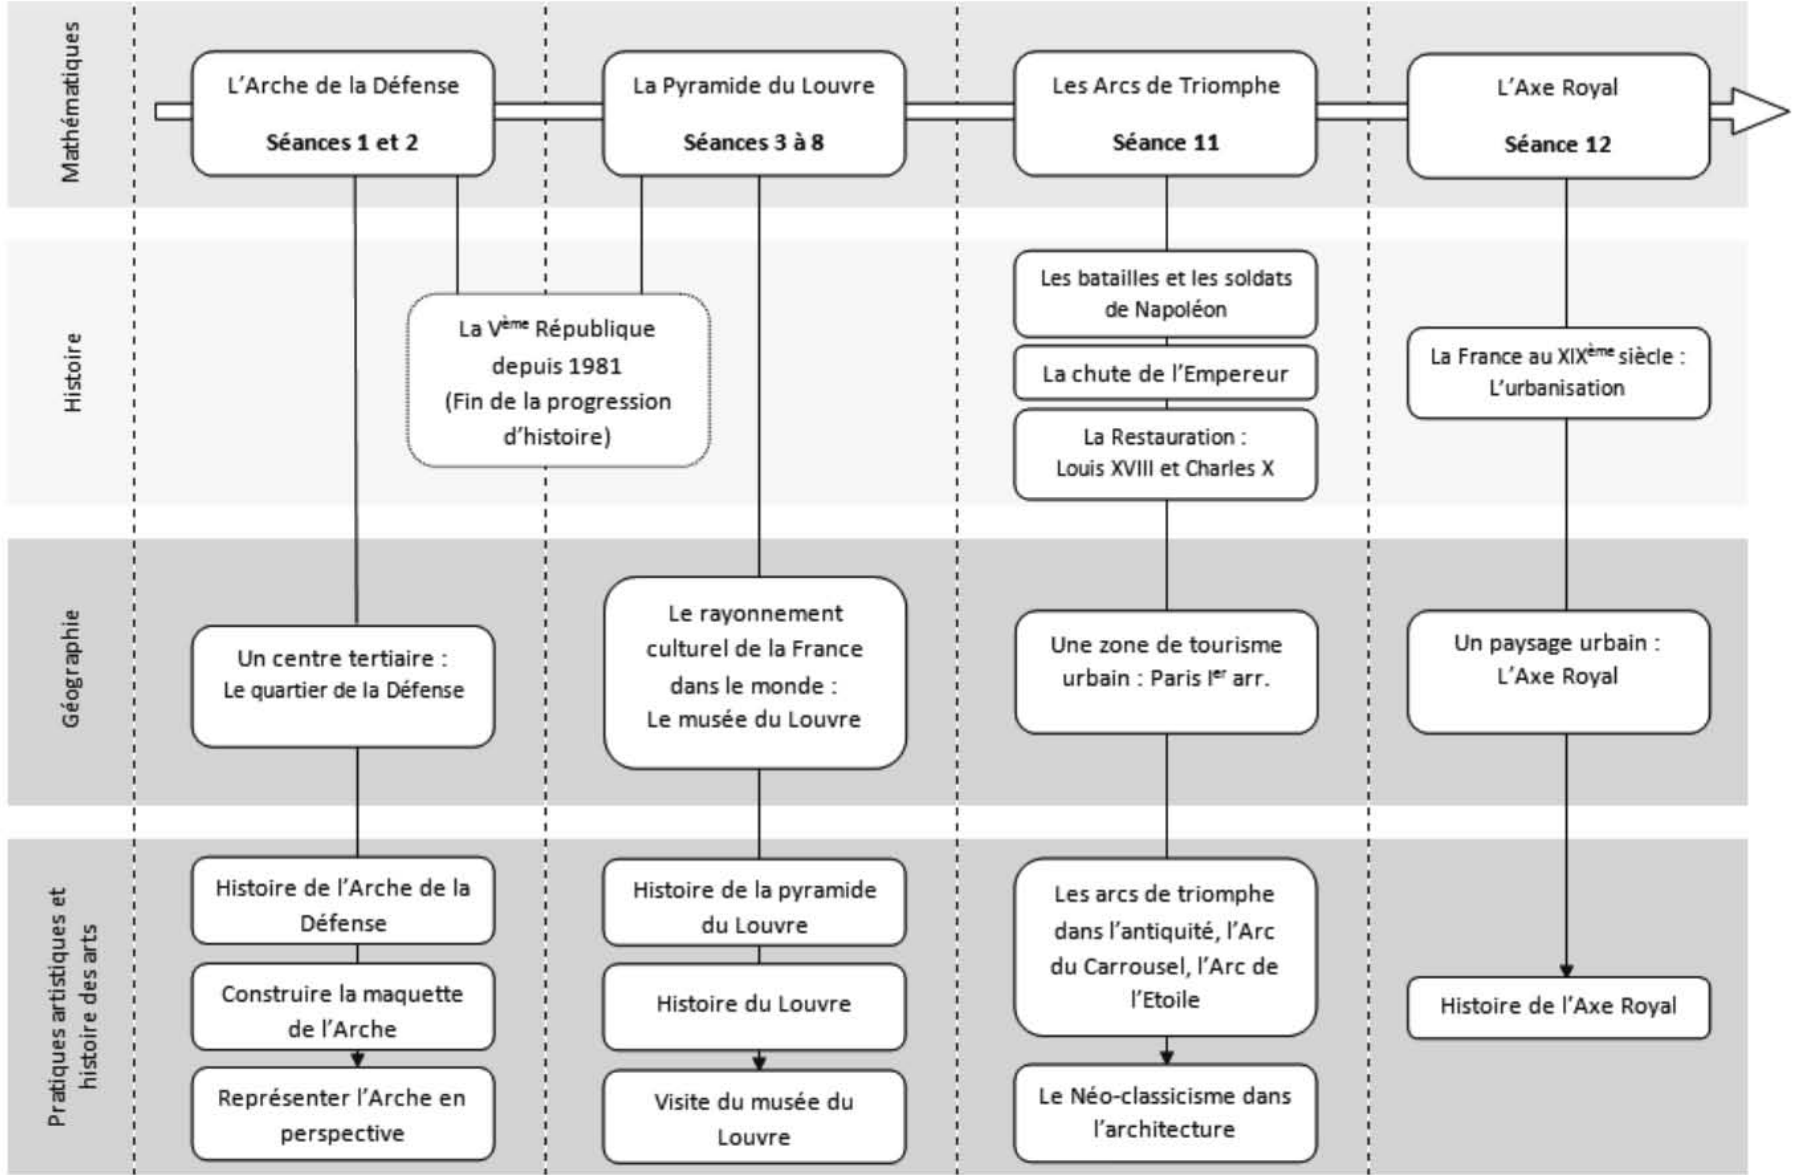 Mathématiques
L'Arche de la Défense
Séances 1 et 2
La Pyramide du Louvre
Séances 3 à 8
Les Arcs de Triomphe
Séance 11
L'Axe Royal
Séance 12
Histoire
La Vème République
depuis 1981
(Fin de la progression
d'histoire)
Les batailles et les soldats
de Napoléon
La chute de l'Empereur
La Restauration :
Louis XVIII et Charles X
La France au XIXème siècle :
L'urbanisation
Géographie
Un centre tertiaire :
Le quartier de la Défense
Le rayonnement
culturel de la France
dans le monde :
Le musée du Louvre
Une zone de tourisme
urbain : Paris Ier arr.
Un paysage urbain :
L'Axe Royal
Pratiques artistiques et
histoire des arts
Histoire de l'Arche de la
Défense
Construire la maquette
de l'Arche
Représenter l'Arche en
perspective
Histoire de la pyramide
du Louvre
Histoire du Louvre
Visite du musée du
Louvre
Les arcs de triomphe
dans l'antiquité, l'Arc
du Carrousel, l'Arc de
l'Etoile
Le Néo-classicisme dans
l'architecture
Histoire de l'Axe Royal